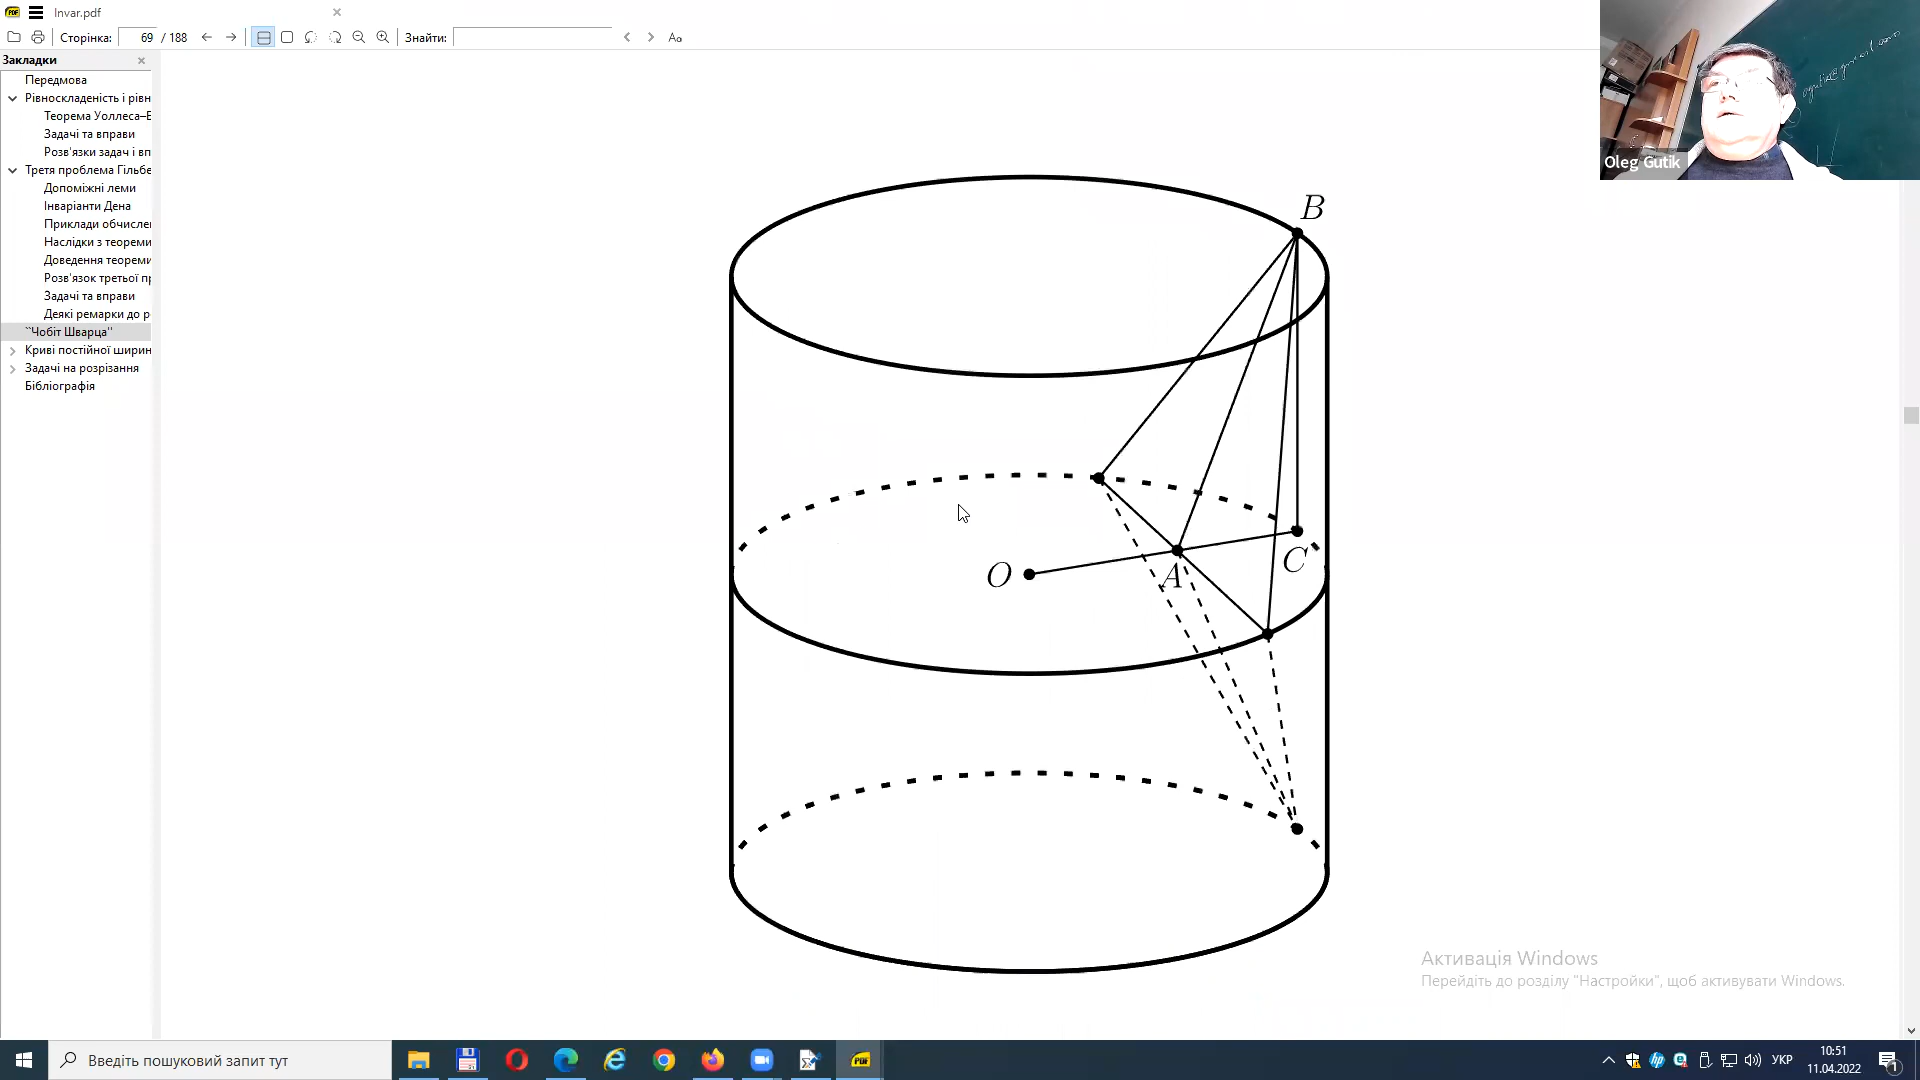 Invar.pdf
Сторінка: 69 / 188 Знайти:
Закладки
Передмова
Рівноскладеність і рівн
Теорема Уоллеса–Е
Задачі та вправи
Розв'язки задач і вп
Третя проблема Гільбе
Допоміжні леми
Інваріанти Дена
Приклади обчислен
Наслідки з теореми
Доведення теореми
Розв'язок третьої пр
Задачі та вправи
Деякі ремарки до р
``Чобіт Шварца''
Криві постійної ширин
Задачі на розрізання
Бібліографія
B
O
A
C
Oleg Gutik
Активація Windows
Перейдіть до розділу "Настройки", щоб активувати Windows.
Введіть пошуковий запит тут
УКР
10:51
11.04.2022
1